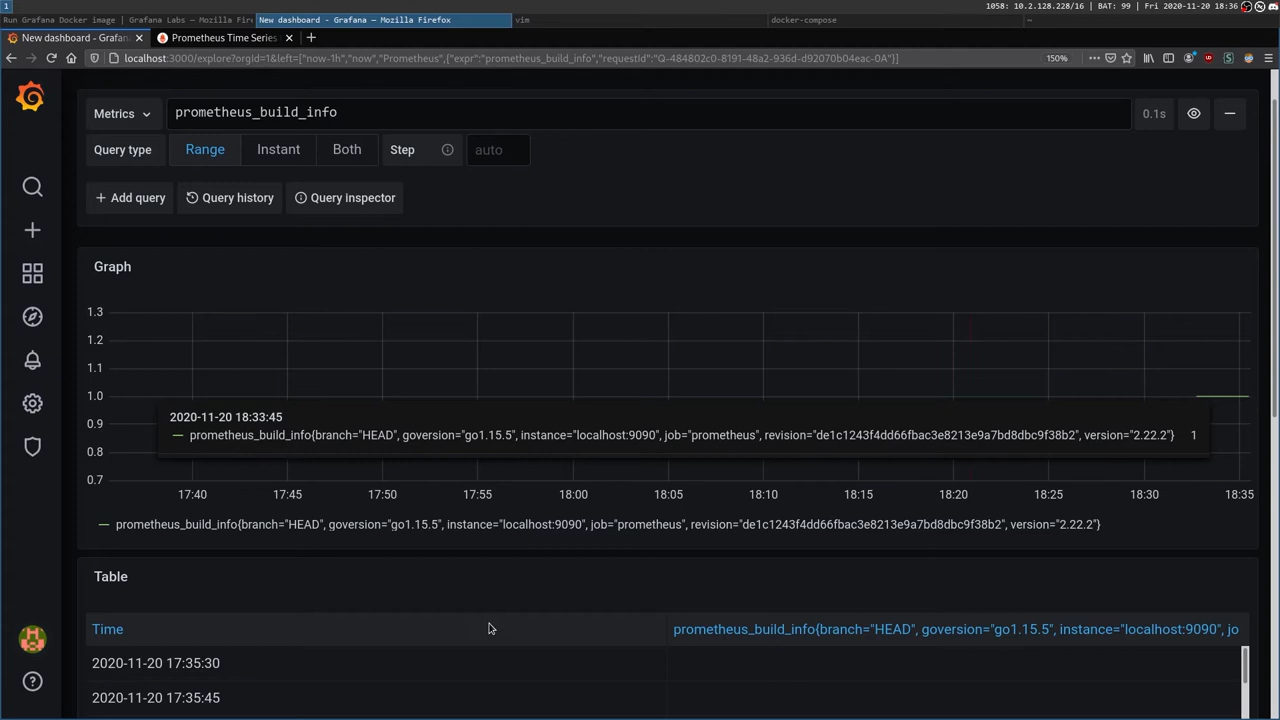 1
1058: 10.2.128.228/16 | BAT: 99 | Fri 2020-11-20 18:36
Run Grafana Docker image | Grafana Labs — Mozilla Fir
New dashboard - Grafana — Mozilla Firefox
vim
docker-compose
~
New dashboard - Grafan
Prometheus Time Series
localhost:3000/explore?orgId=1&left=["now-1h","now","Prometheus",{"expr":"prometheus_build_info","requestId":"Q-484802c0-8191-48a2-936d-d92070b04eac-0A"}]
150%
Metrics
prometheus_build_info
0.1s
Query type
Range
Instant
Both
Step
auto
+ Add query
Query history
Query inspector
Graph
1.3
1.2
1.1
1.0
0.9
0.8
0.7
2020-11-20 18:33:45
prometheus_build_info{branch="HEAD", goversion="go1.15.5", instance="localhost:9090", job="prometheus", revision="de1c1243f4dd66fbac3e8213e9a7bd8dbc9f38b2", version="2.22.2"} 1
17:40 17:45 17:50 17:55 18:00 18:05 18:10 18:15 18:20 18:25 18:30 18:35
prometheus_build_info{branch="HEAD", goversion="go1.15.5", instance="localhost:9090", job="prometheus", revision="de1c1243f4dd66fbac3e8213e9a7bd8dbc9f38b2", version="2.22.2"}
Table
Time
prometheus_build_info{branch="HEAD", goversion="go1.15.5", instance="localhost:9090", jo
2020-11-20 17:35:30
2020-11-20 17:35:45